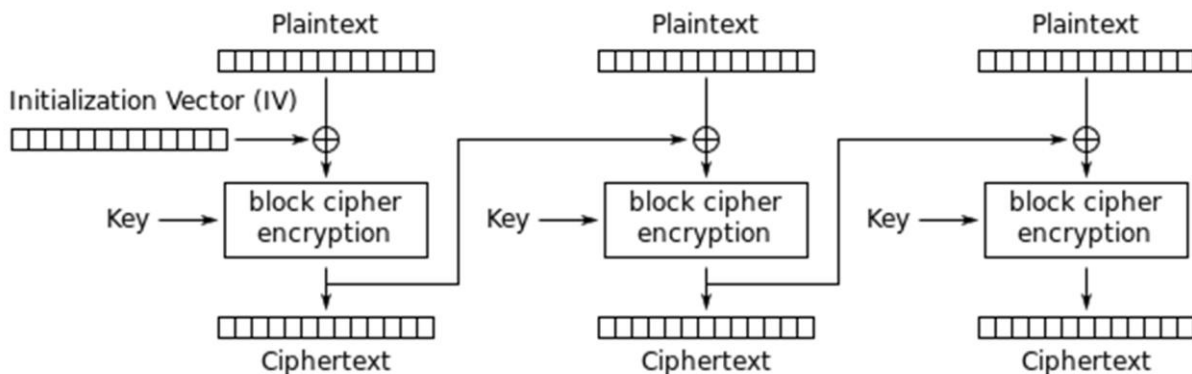 Plaintext
Plaintext
Plaintext
Initialization Vector (IV)
Key
block cipher
encryption
Key
block cipher
encryption
Key
block cipher
encryption
Ciphertext
Ciphertext
Ciphertext